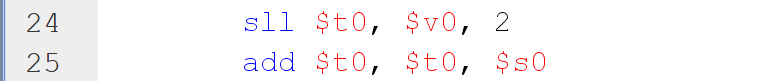 24 sll $t0, $v0, 2
25 add $t0, $t0, $s0